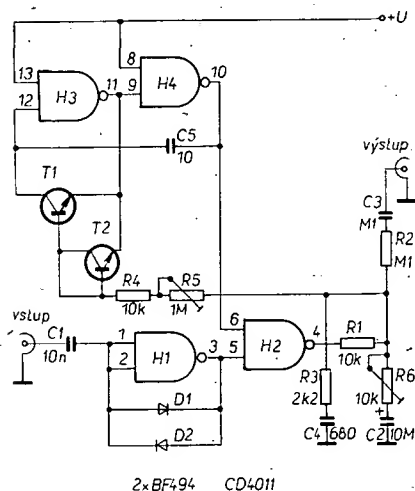 +U
13
12
H3
11
8
9
H4
10
C5
10
T1
T2
výstup
C3
M1
R2
M1
R4
10k
R5
1M
vstup
C1
10n
1
2
H1
3
5
6
H2
4
R1
10k
R3
2k2
R6
10k
D1
D2
C4
680
+
C2
10M
2xBF494 CD4011